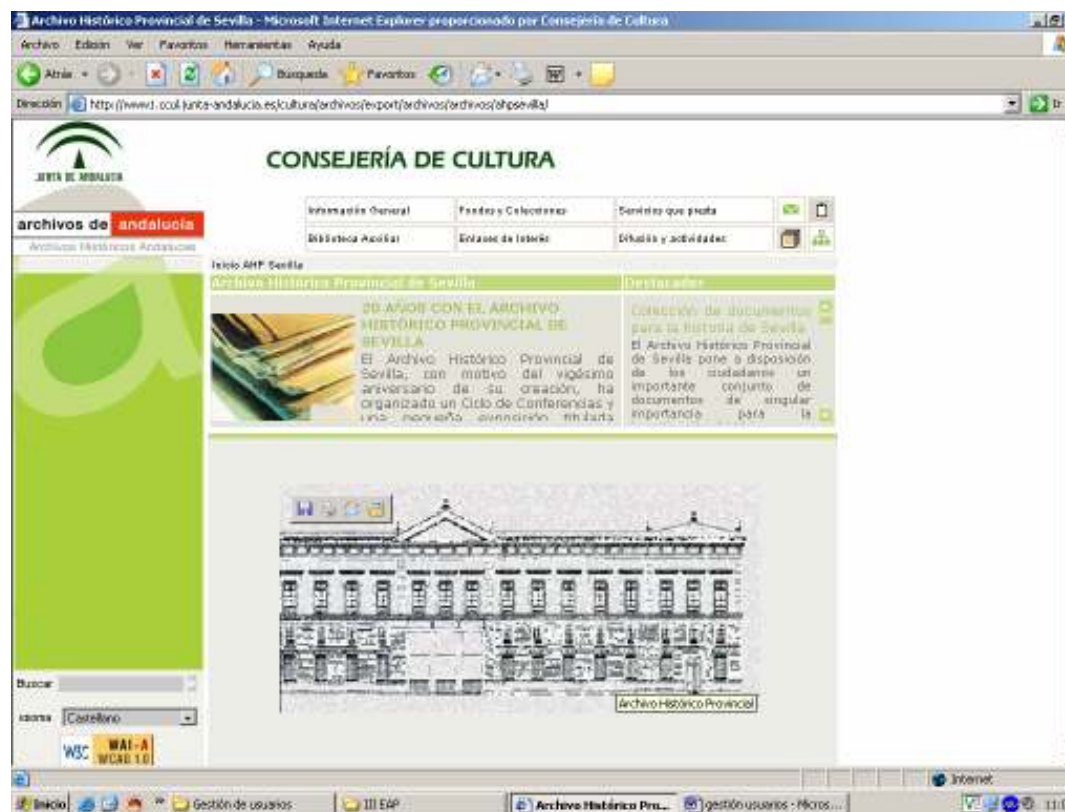 Archivo Histórico Provincial de Sevilla - Microsoft Internet Explorer proporcionado por Consejería de Cultura
Archivo Edición Ver Favoritos Herramientas Ayuda
Atrás Búsqueda Favoritos
Dirección http://www1.ccul.junta-andalucia.es/cultura/archivos/export/archivos/archivos/ahpsevilla/ Ir
JUNTA DE ANDALUCIA
CONSEJERÍA DE CULTURA
archivos de andalucia
Archivos Históricos Andaluces
Información General Fondos y Colecciones Servicios que presta
Biblioteca Auxiliar Enlaces de Interés Difusión y actividades
Inicio AHP Sevilla
Archivo Histórico Provincial de Sevilla
Destacados
20 AÑOS CON EL ARCHIVO
HISTÓRICO PROVINCIAL DE
SEVILLA
El Archivo Histórico Provincial de
Sevilla, con motivo del vigésimo
aniversario de su creación, ha
organizado un Ciclo de Conferencias y
una pequeña exposición titulada
Colección de documentos
para la historia de Sevilla
El Archivo Histórico Provincial
de Sevilla pone a disposición
de los ciudadanos un
importante conjunto de
documentos de singular
importancia para la
Archivo Histórico Provincial
Buscar
Idioma Castellano
W3C WAI-A
WCAG 1.0
Internet
Inicio Gestión de usuarios III EAP Archivo Histórico Pro... gestión usuarios - Micros...